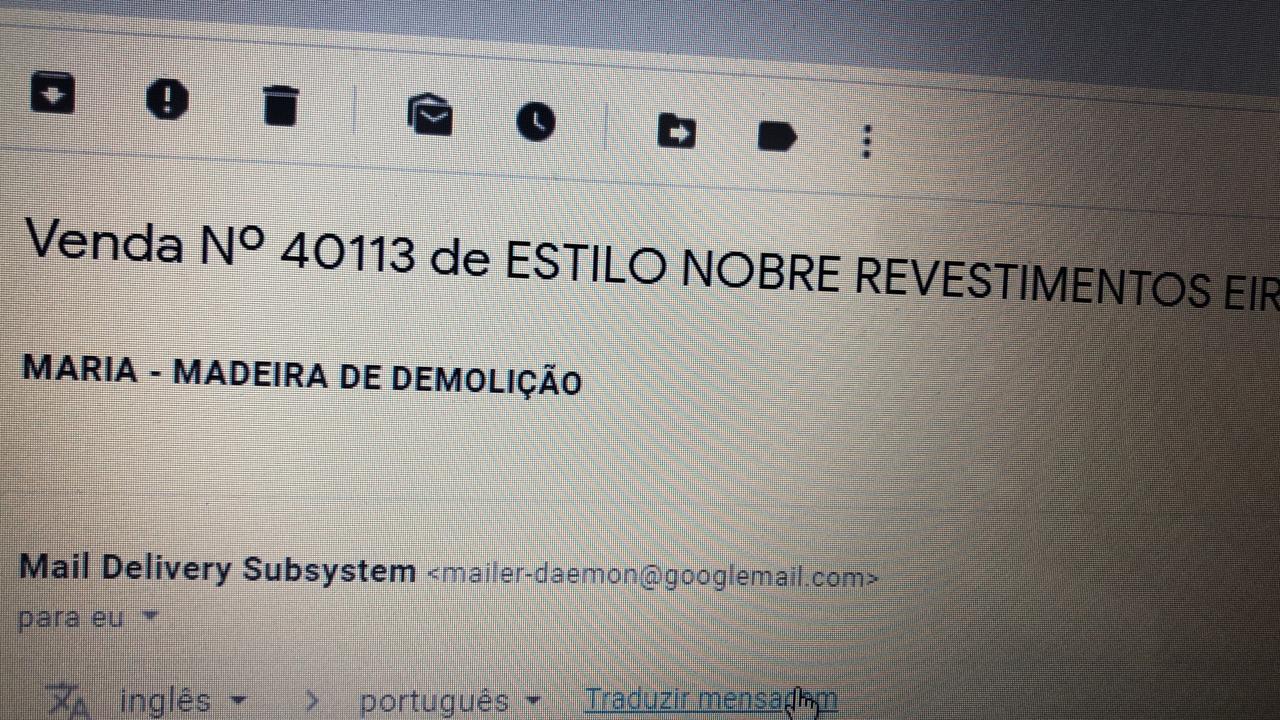 Venda Nº 40113 de ESTILO NOBRE REVESTIMENTOS EIR
MARIA - MADEIRA DE DEMOLIÇÃO
Mail Delivery Subsystem <mailer-daemon@googlemail.com>
para eu
inglês > português Traduzir mensagem